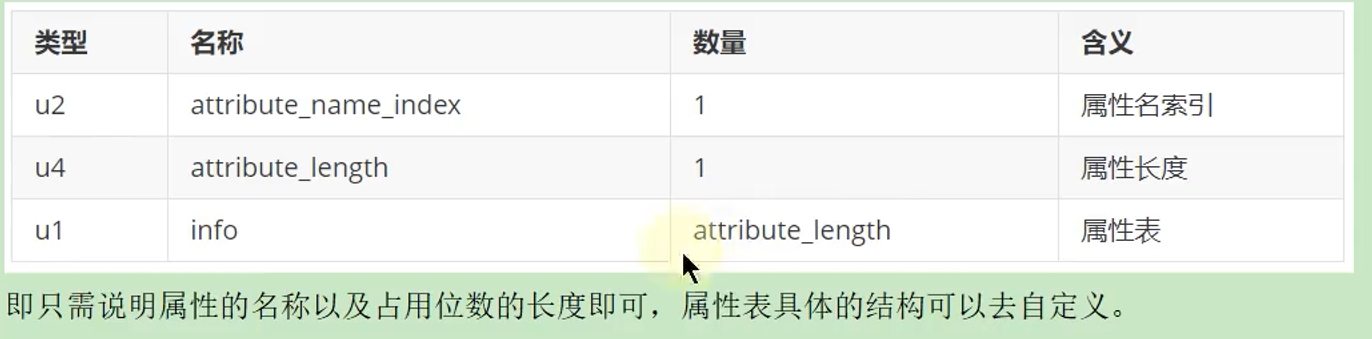 类型 名称 数量 含义
u2 attribute_name_index 1 属性名索引
u4 attribute_length 1 属性长度
u1 info attribute_length 属性表
即只需说明属性的名称以及占用位数的长度即可，属性表具体的结构可以去自定义。